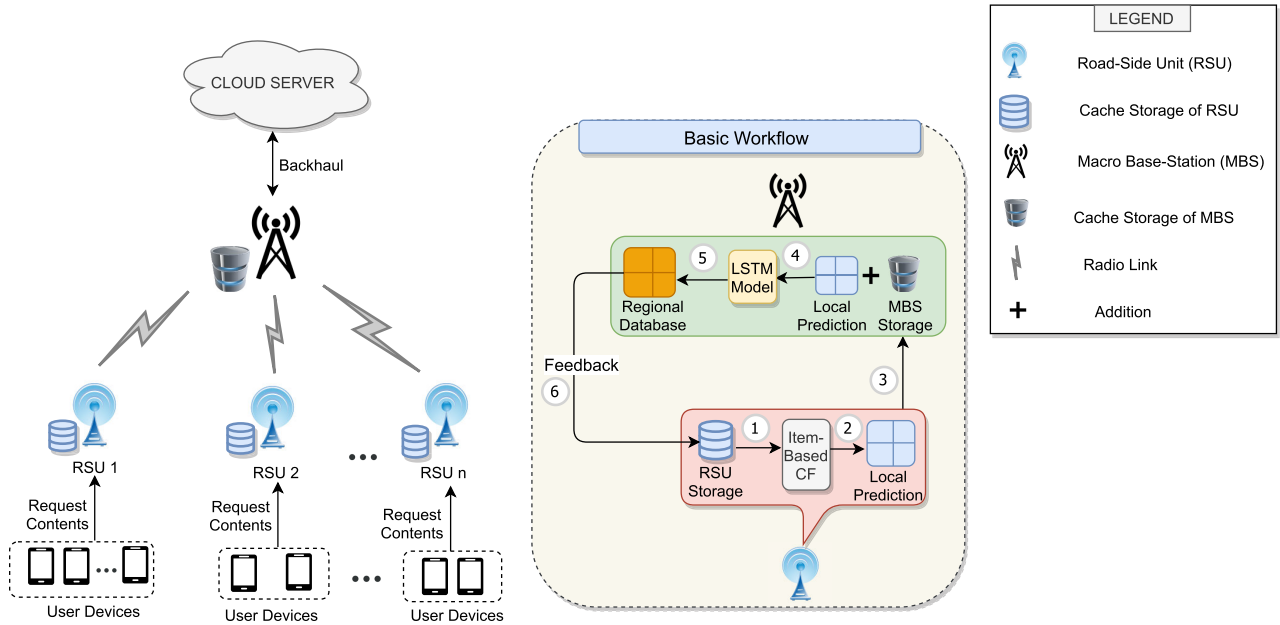 CLOUD SERVER
Backhaul
RSU 1
RSU 2
RSU n
Request
Contents
Request
Contents
Request
Contents
User Devices
User Devices
User Devices
Basic Workflow
5
LSTM
Model
4
Regional
Database
Local
Prediction
MBS
Storage
Feedback
6
3
1
Item-
Based
CF
2
RSU
Storage
Local
Prediction
LEGEND
Road-Side Unit (RSU)
Cache Storage of RSU
Macro Base-Station (MBS)
Cache Storage of MBS
Radio Link
Addition